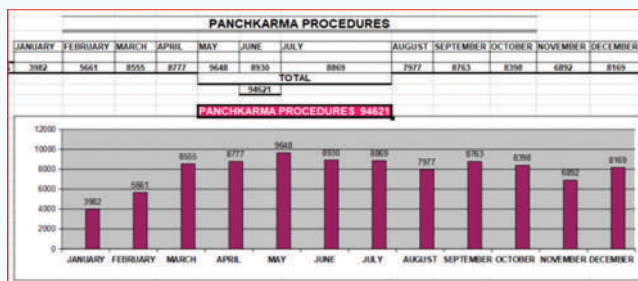 PANCHKARMA PROCEDURES
JANUARY FEBRUARY MARCH APRIL MAY JUNE JULY AUGUST SEPTEMBER OCTOBER NOVEMBER DECEMBER
3982 5661 8555 8777 9648 8930 8869 7977 8763 8398 6892 8169
TOTAL
94621
PANCHKARMA PROCEDURES 94621
12000
10000
8000
6000
4000
2000
0
3982 5661 8555 8777 9648 8930 8869 7977 8763 8398 6892 8169
JANUARY FEBRUARY MARCH APRIL MAY JUNE JULY AUGUST SEPTEMBER OCTOBER NOVEMBER DECEMBER